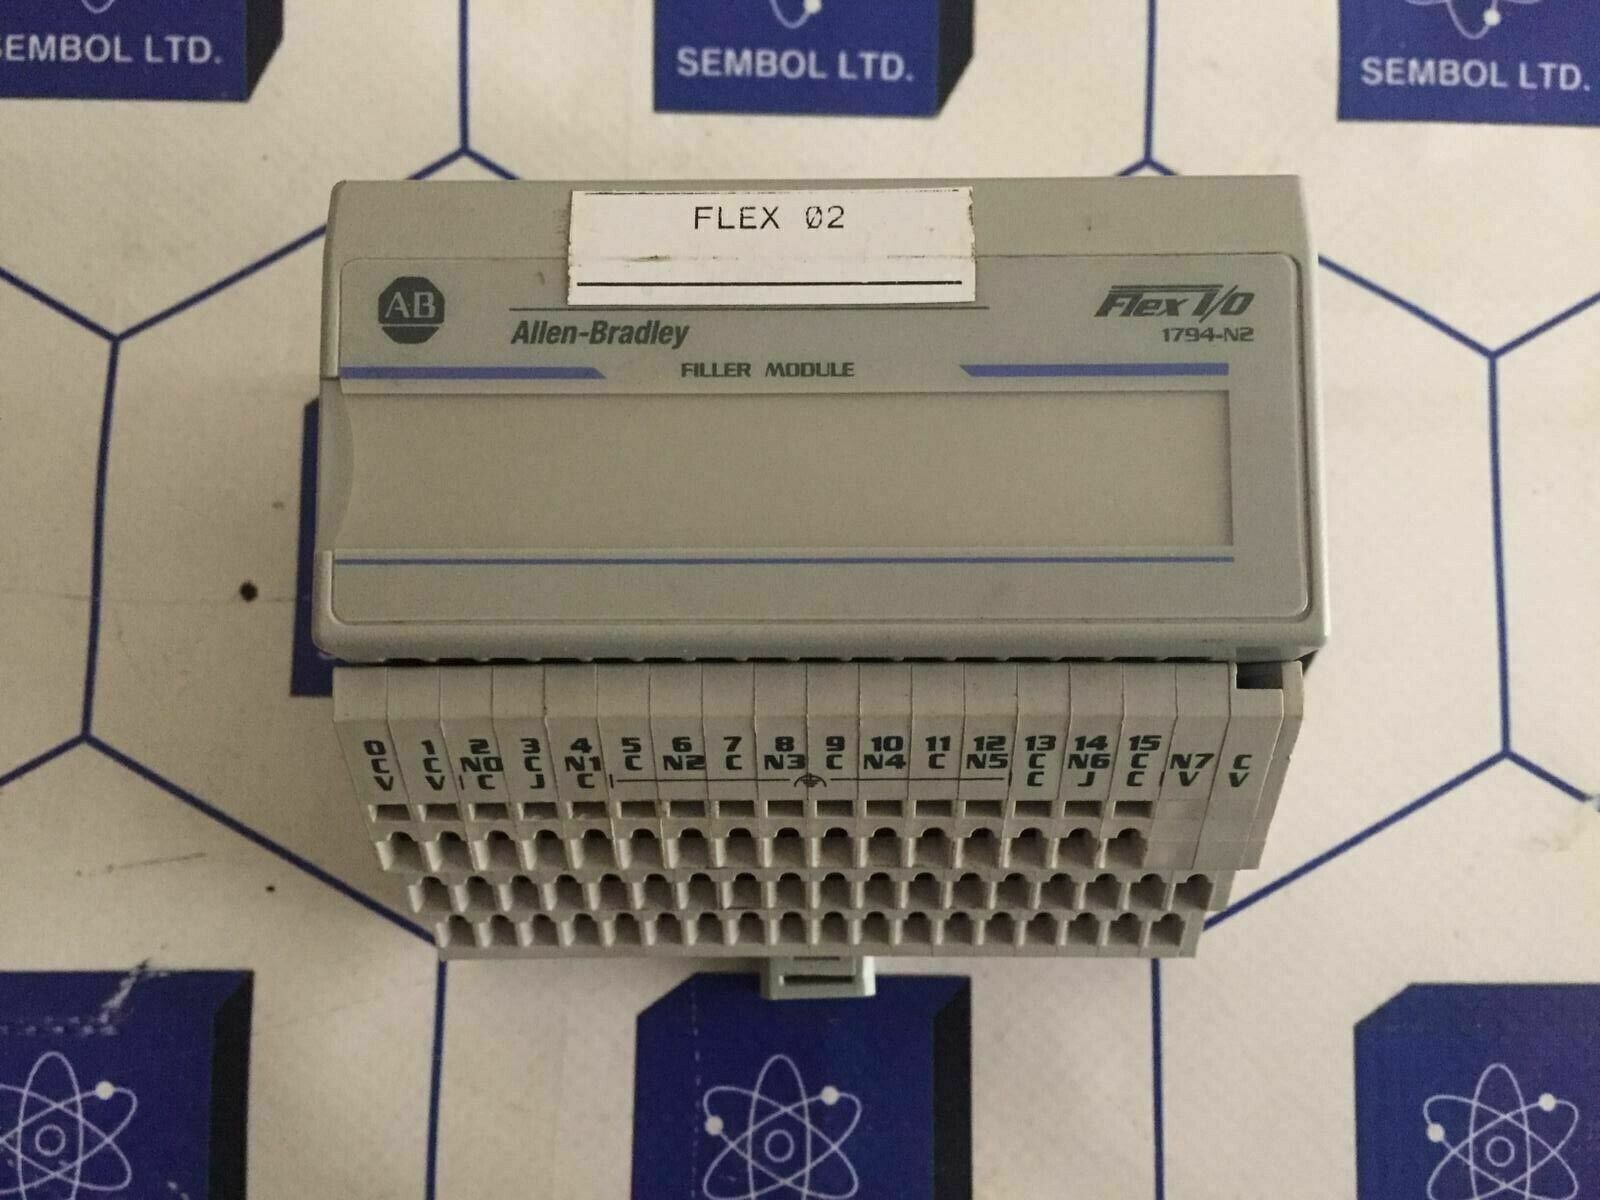 SEMBOL LTD.
SEMBOL LTD.
SEMBOL LTD.
FLEX 02
AB
Allen-Bradley
Flex I/O
1794-N2
FILLER MODULE
0 1 2 3 4 5 6 7 8 9 10 11 12 13 14 15
C C N0 C N1 C N2 C N3 C N4 C N5 C N6 C N7 C
V V C J C C J C V V